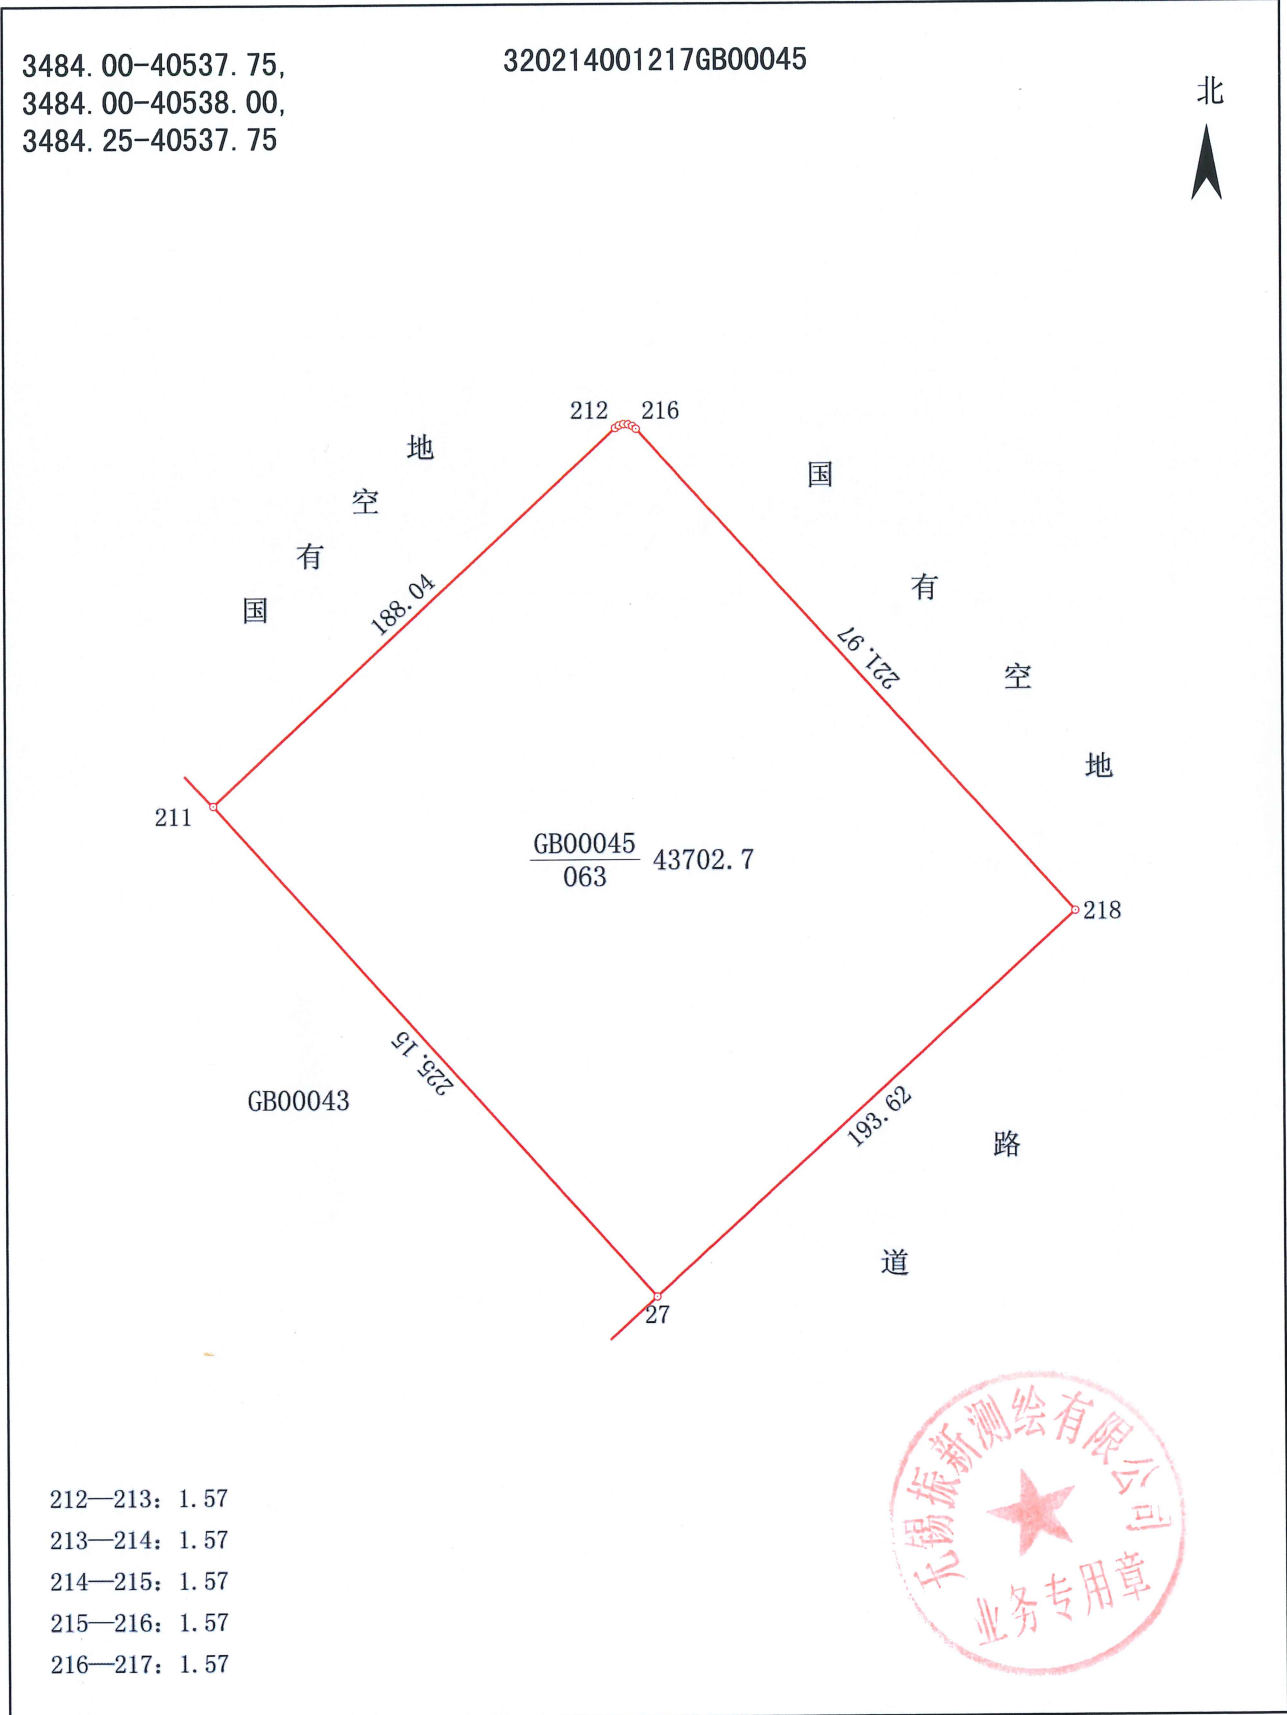 3484.00-40537.75,
3484.00-40538.00,
3484.25-40537.75
320214001217GB00045
北
212
216
国有空地
国有空地
188.04
221.97
211
GB00045
063
43702.7
218
225.15
GB00043
193.62
道路
27
212—213: 1.57
213—214: 1.57
214—215: 1.57
215—216: 1.57
216—217: 1.57
无锡振新测绘有限公司
业务专用章